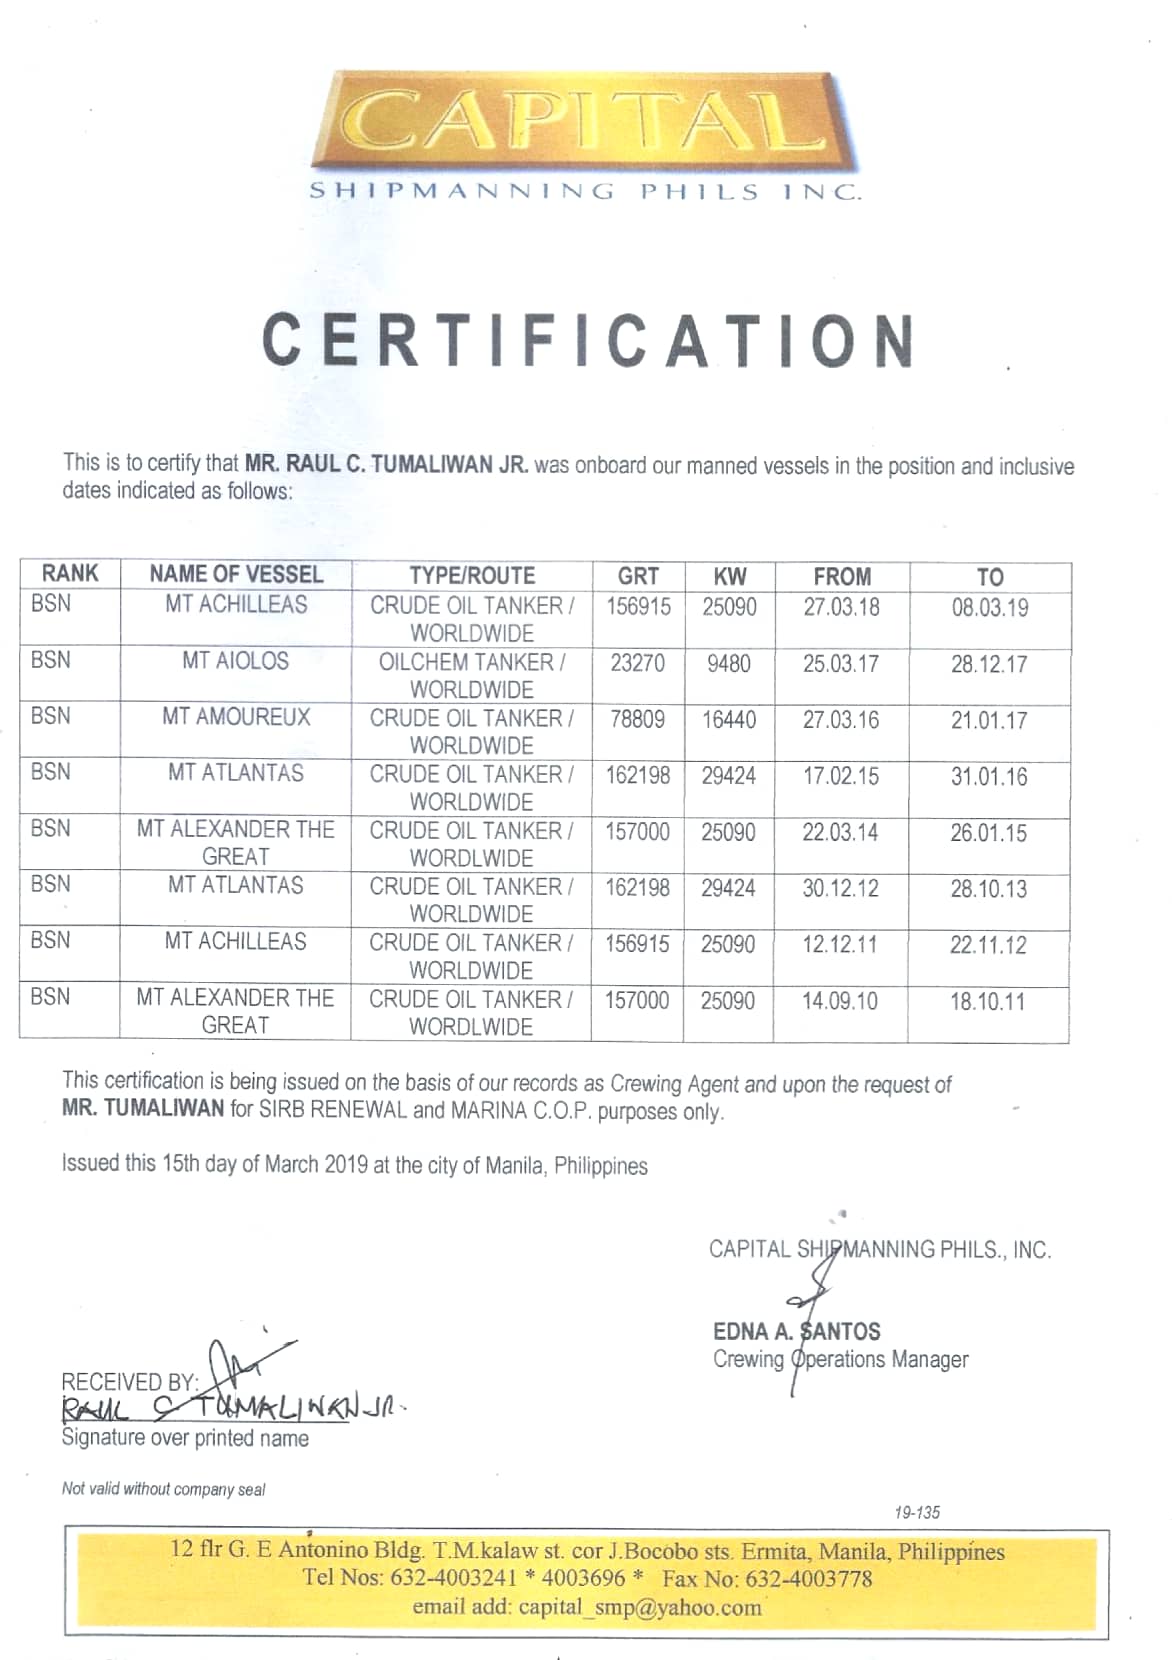 CAPITAL
SHIPMANNING PHILS INC.
CERTIFICATION
This is to certify that MR. RAUL C. TUMALIWAN JR. was onboard our manned vessels in the position and inclusive
dates indicated as follows:
RANK NAME OF VESSEL TYPE/ROUTE GRT KW FROM TO
BSN MT ACHILLEAS CRUDE OIL TANKER / 156915 25090 27.03.18 08.03.19
WORLDWIDE
BSN MT AIOLOS OILCHEM TANKER / 23270 9480 25.03.17 28.12.17
WORLDWIDE
BSN MT AMOUREUX CRUDE OIL TANKER / 78809 16440 27.03.16 21.01.17
WORLDWIDE
BSN MT ATLANTAS CRUDE OIL TANKER / 162198 29424 17.02.15 31.01.16
WORLDWIDE
BSN MT ALEXANDER THE CRUDE OIL TANKER / 157000 25090 22.03.14 26.01.15
GREAT WORDLWIDE
BSN MT ATLANTAS CRUDE OIL TANKER / 162198 29424 30.12.12 28.10.13
WORLDWIDE
BSN MT ACHILLEAS CRUDE OIL TANKER / 156915 25090 12.12.11 22.11.12
WORLDWIDE
BSN MT ALEXANDER THE CRUDE OIL TANKER / 157000 25090 14.09.10 18.10.11
GREAT WORDLWIDE
This certification is being issued on the basis of our records as Crewing Agent and upon the request of
MR. TUMALIWAN for SIRB RENEWAL and MARINA C.O.P. purposes only.
Issued this 15th day of March 2019 at the city of Manila, Philippines
CAPITAL SHIPMANNING PHILS., INC.
EDNA A. SANTOS
Crewing Operations Manager
RECEIVED BY:
RAUL C TUMALIWAN JR.
Signature over printed name
Not valid without company seal
19-135
12 flr G. E Antonino Bldg. T.M.kalaw st. cor J.Bocobo sts. Ermita, Manila, Philippines
Tel Nos: 632-4003241 * 4003696 * Fax No: 632-4003778
email add: capital_smp@yahoo.com